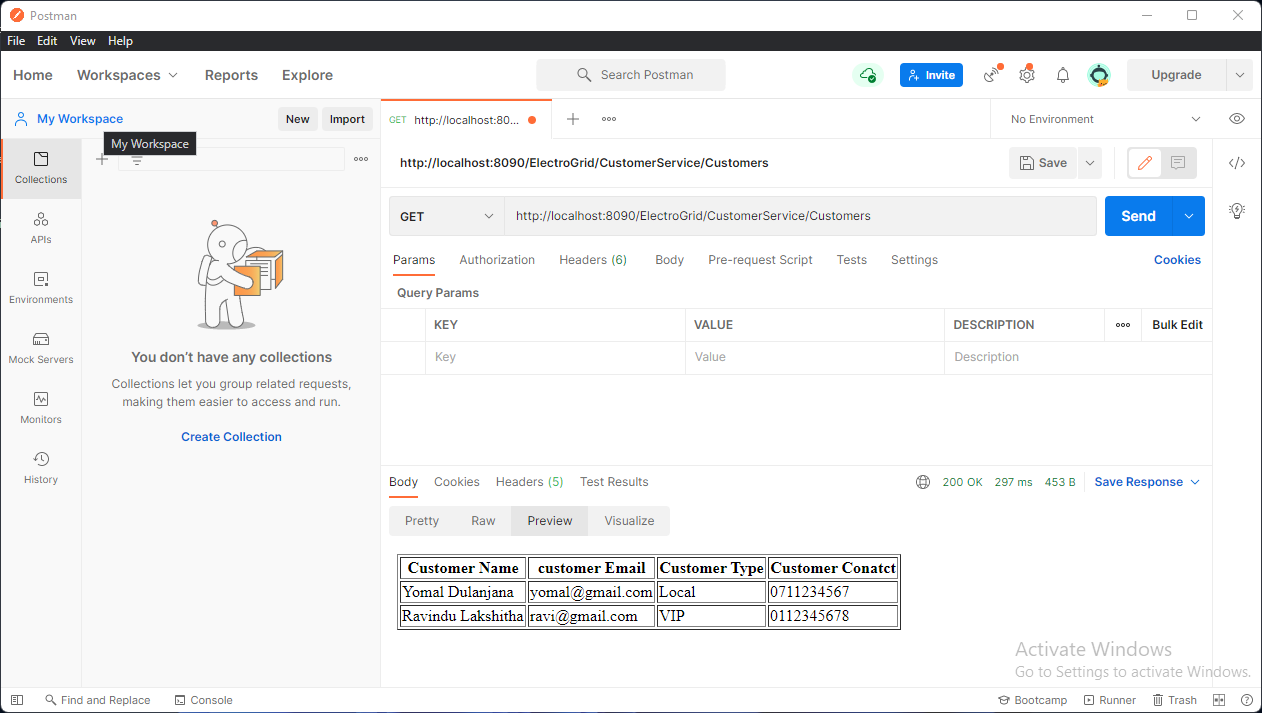 Postman
File Edit View Help
Home Workspaces Reports Explore Search Postman Invite Upgrade
My Workspace New Import GET http://localhost:80... No Environment
My Workspace
Collections
APIs
Environments
Mock Servers
Monitors
History
You don't have any collections
Collections let you group related requests,
making them easier to access and run.
Create Collection
http://localhost:8090/ElectroGrid/CustomerService/Customers Save
GET http://localhost:8090/ElectroGrid/CustomerService/Customers Send
Params Authorization Headers (6) Body Pre-request Script Tests Settings Cookies
Query Params
KEY VALUE DESCRIPTION Bulk Edit
Key Value Description
Body Cookies Headers (5) Test Results 200 OK 297 ms 453 B Save Response
Pretty Raw Preview Visualize
Customer Name customer Email Customer Type Customer Conatct
Yomal Dulanjana yomal@gmail.com Local 0711234567
Ravindu Lakshitha ravi@gmail.com VIP 0112345678
Activate Windows
Go to Settings to activate Windows.
Find and Replace Console Bootcamp Runner Trash